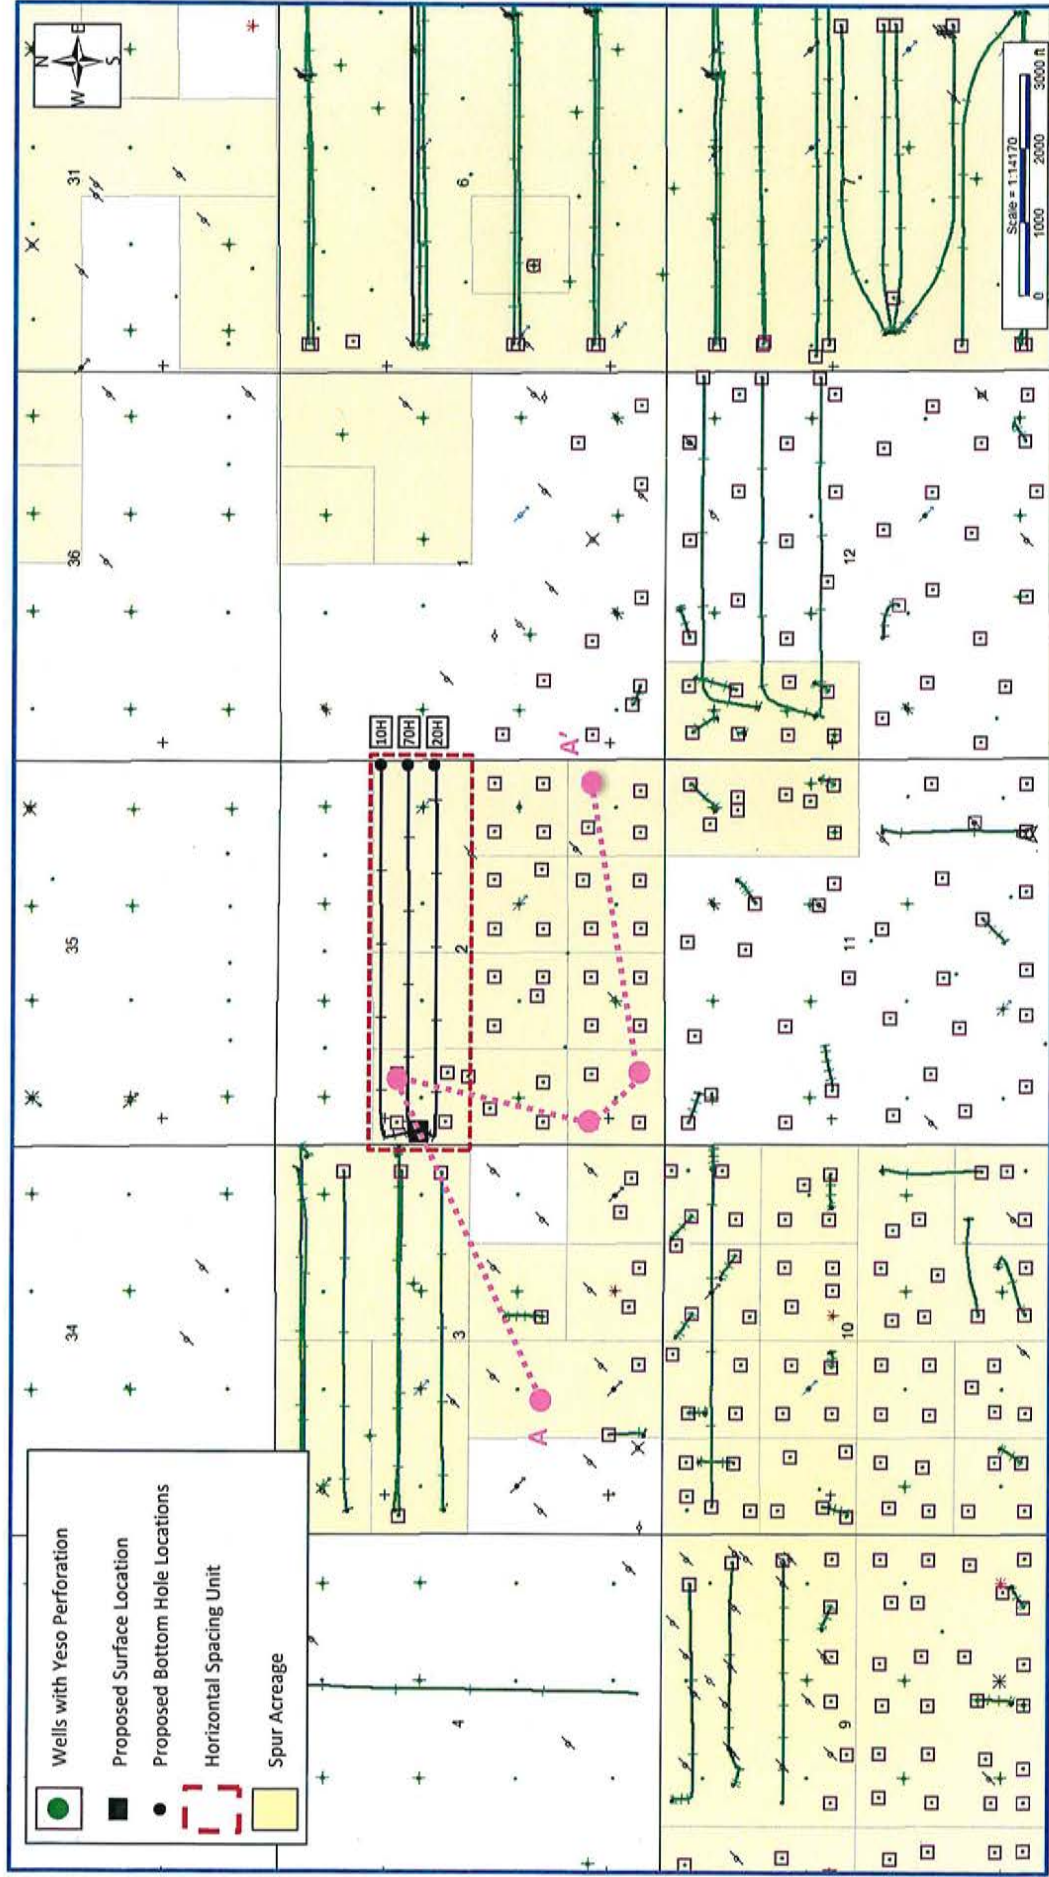 N
W
E
S
34
35
36
31
4
3
2
1
6
9
10
11
12
7
10H
70H
20H
A
A'
Wells with Yeso Perforation
Proposed Surface Location
Proposed Bottom Hole Locations
Horizontal Spacing Unit
Spur Acreage
Scale = 1:14170
0 1000 2000 3000 ft